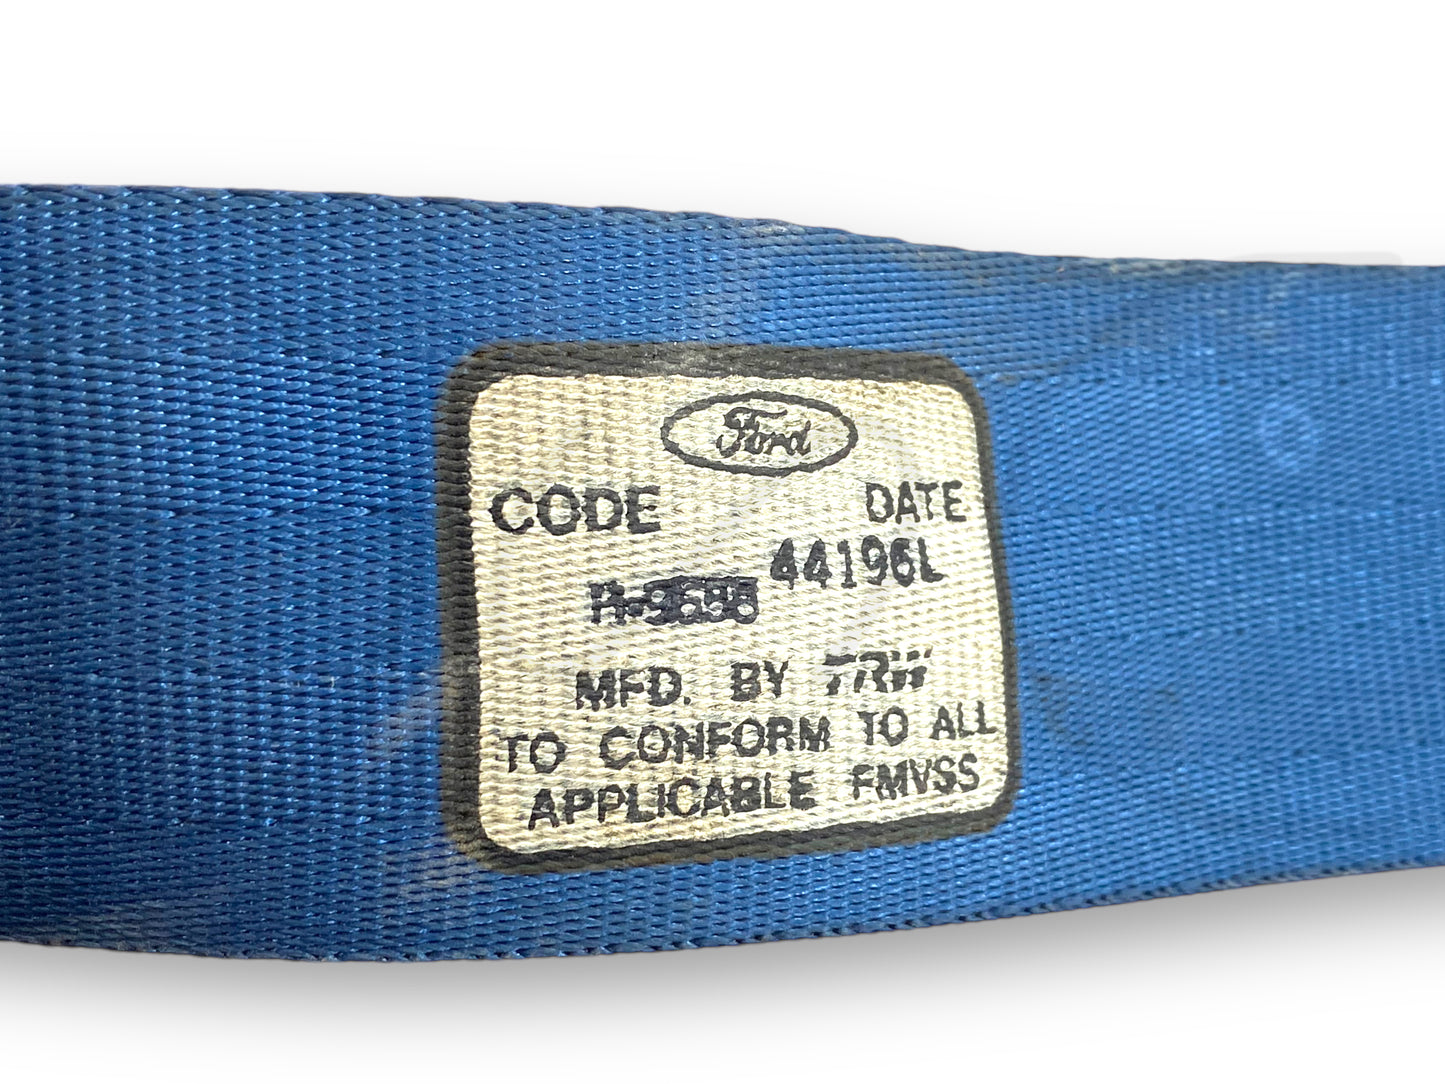 Ford
CODE DATE
44196L
MFD. BY TRW
TO CONFORM TO ALL
APPLICABLE FMVSS